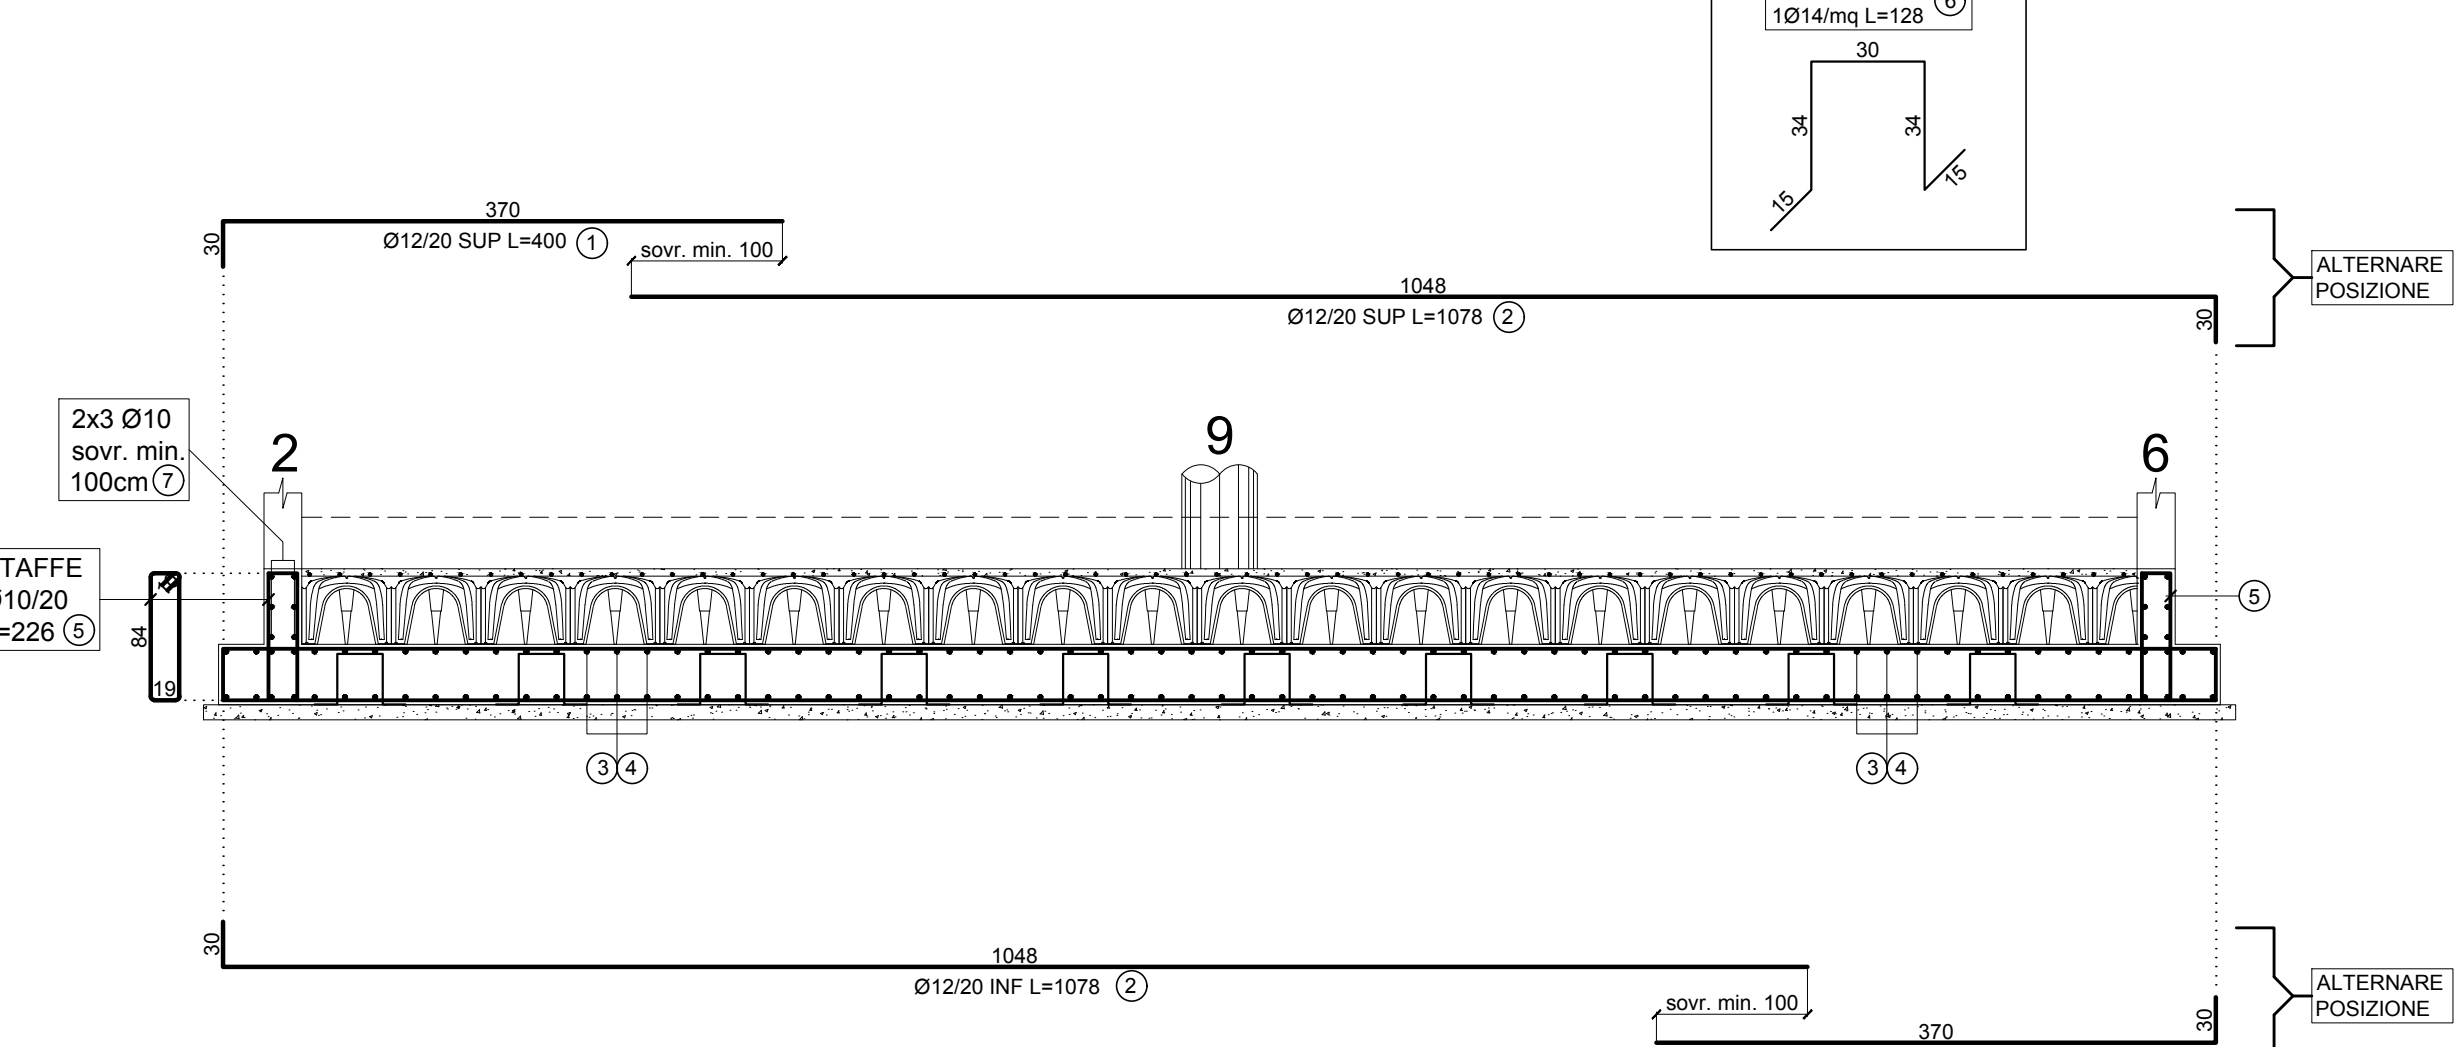 1Ø14/mq L=128 6
30
34
34
15
15
370
30
Ø12/20 SUP L=400 1
sovr. min. 100
1048
Ø12/20 SUP L=1078 2
30
ALTERNARE
POSIZIONE
2x3 Ø10
sovr. min.
100cm 7
2
9
6
TAFFE
Ø10/20
=226 5
84
19
5
3 4
3 4
30
1048
Ø12/20 INF L=1078 2
sovr. min. 100
370
30
ALTERNARE
POSIZIONE